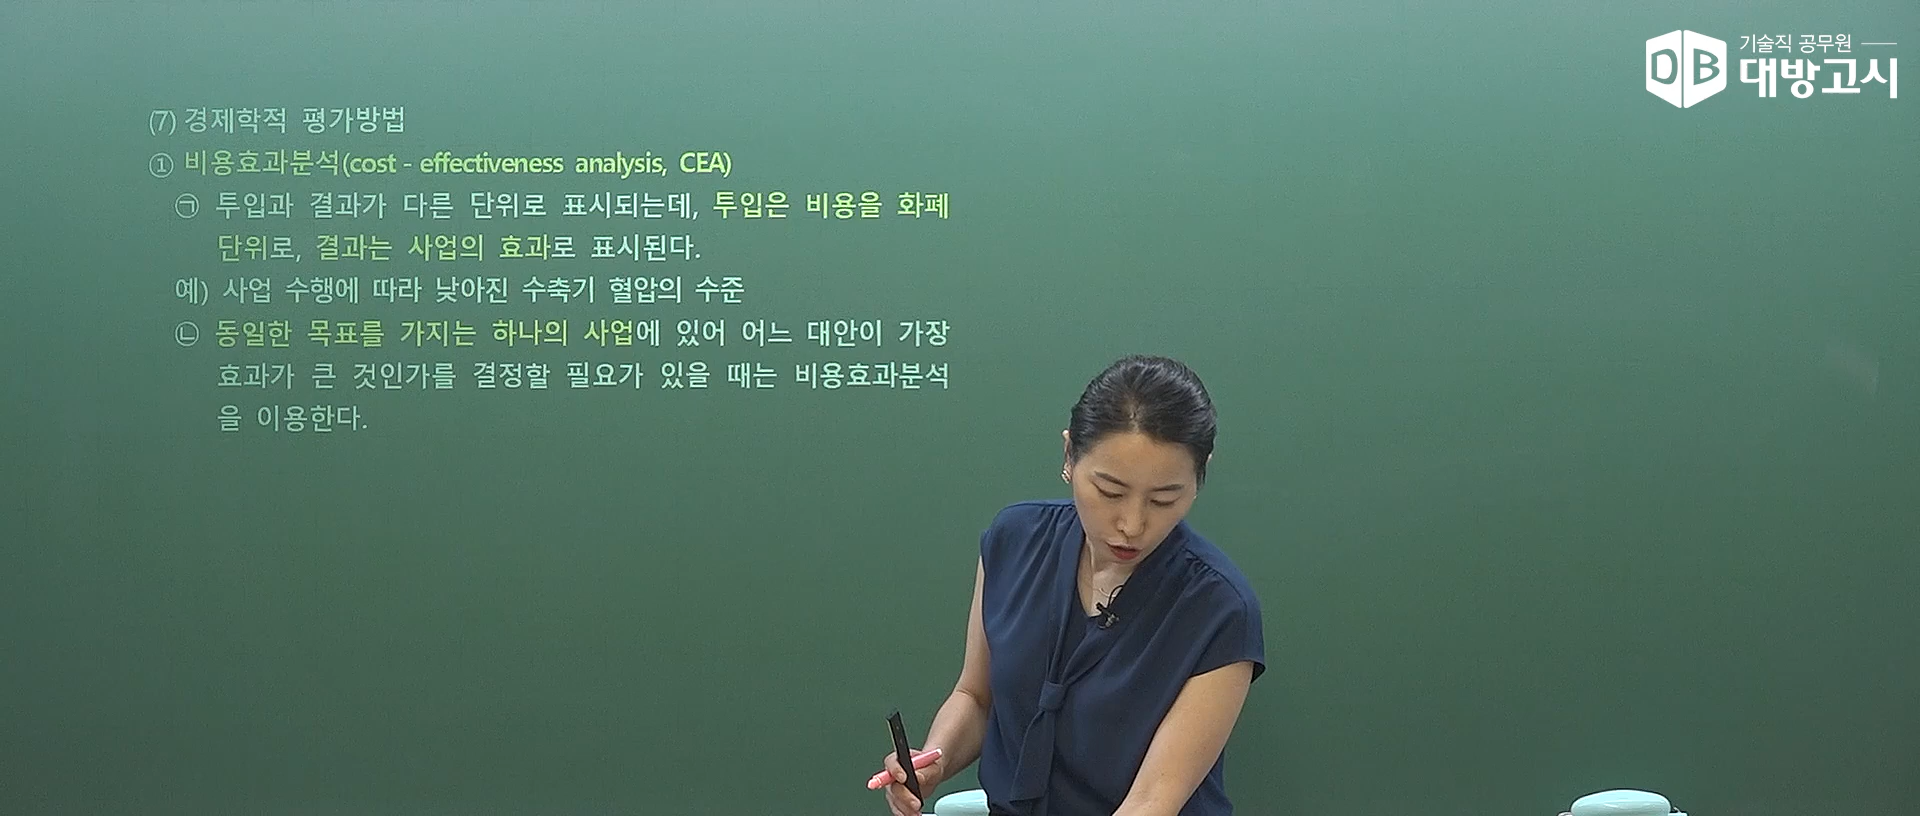 기술직 공무원
DB 대방고시
(7) 경제학적 평가방법
① 비용효과분석(cost - effectiveness analysis, CEA)
㉠ 투입과 결과가 다른 단위로 표시되는데, 투입은 비용을 화폐
단위로, 결과는 사업의 효과로 표시된다.
예) 사업 수행에 따라 낮아진 수축기 혈압의 수준
㉡ 동일한 목표를 가지는 하나의 사업에 있어 어느 대안이 가장
효과가 큰 것인가를 결정할 필요가 있을 때는 비용효과분석
을 이용한다.